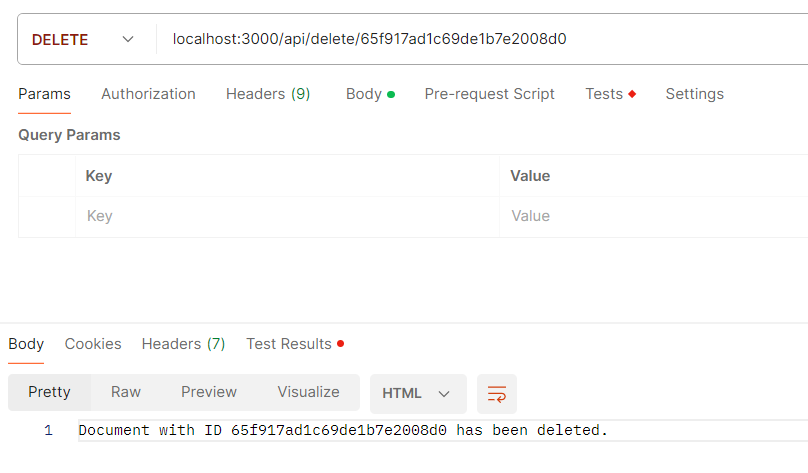 DELETE localhost:3000/api/delete/65f917ad1c69de1b7e2008d0
Params Authorization Headers (9) Body Pre-request Script Tests Settings
Query Params
Key Value
Key Value
Body Cookies Headers (7) Test Results
Pretty Raw Preview Visualize HTML
1 Document with ID 65f917ad1c69de1b7e2008d0 has been deleted.